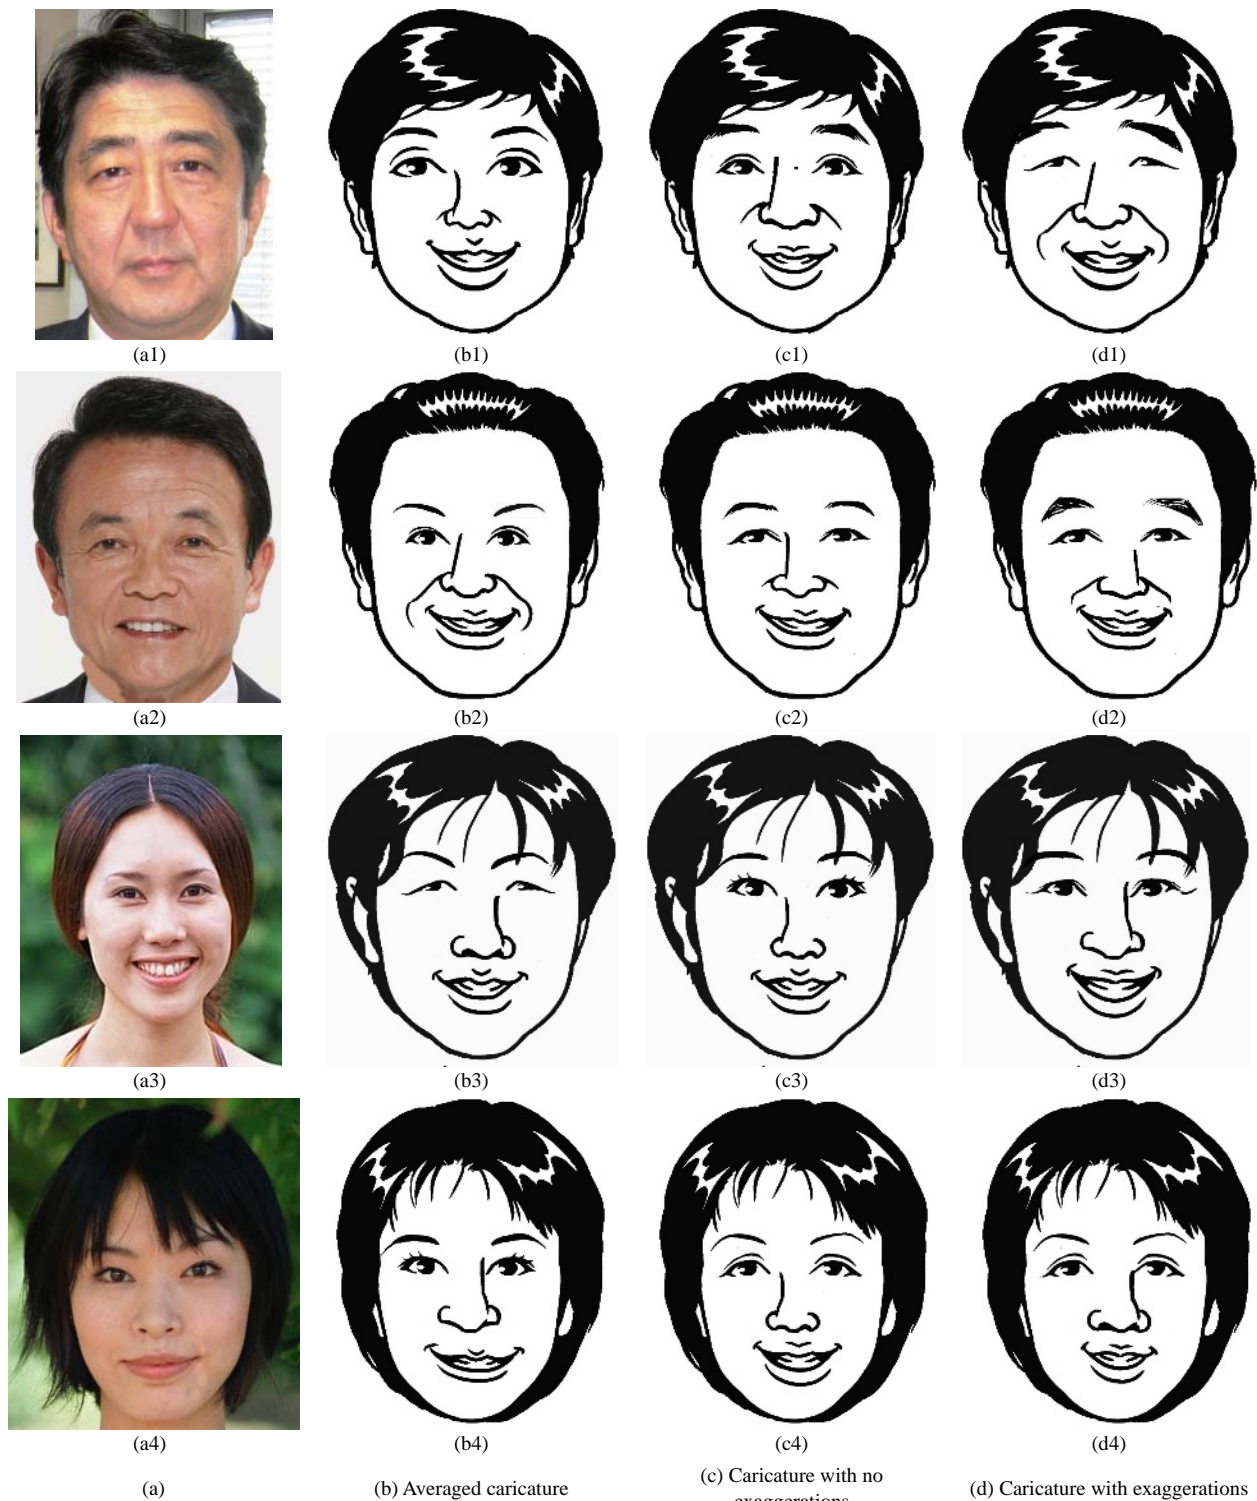 (a1) (b1) (c1) (d1)
(a2) (b2) (c2) (d2)
(a3) (b3) (c3) (d3)
(a4) (b4) (c4) (d4)
(a) (b) Averaged caricature (c) Caricature with no (d) Caricature with exaggerations
exaggerations